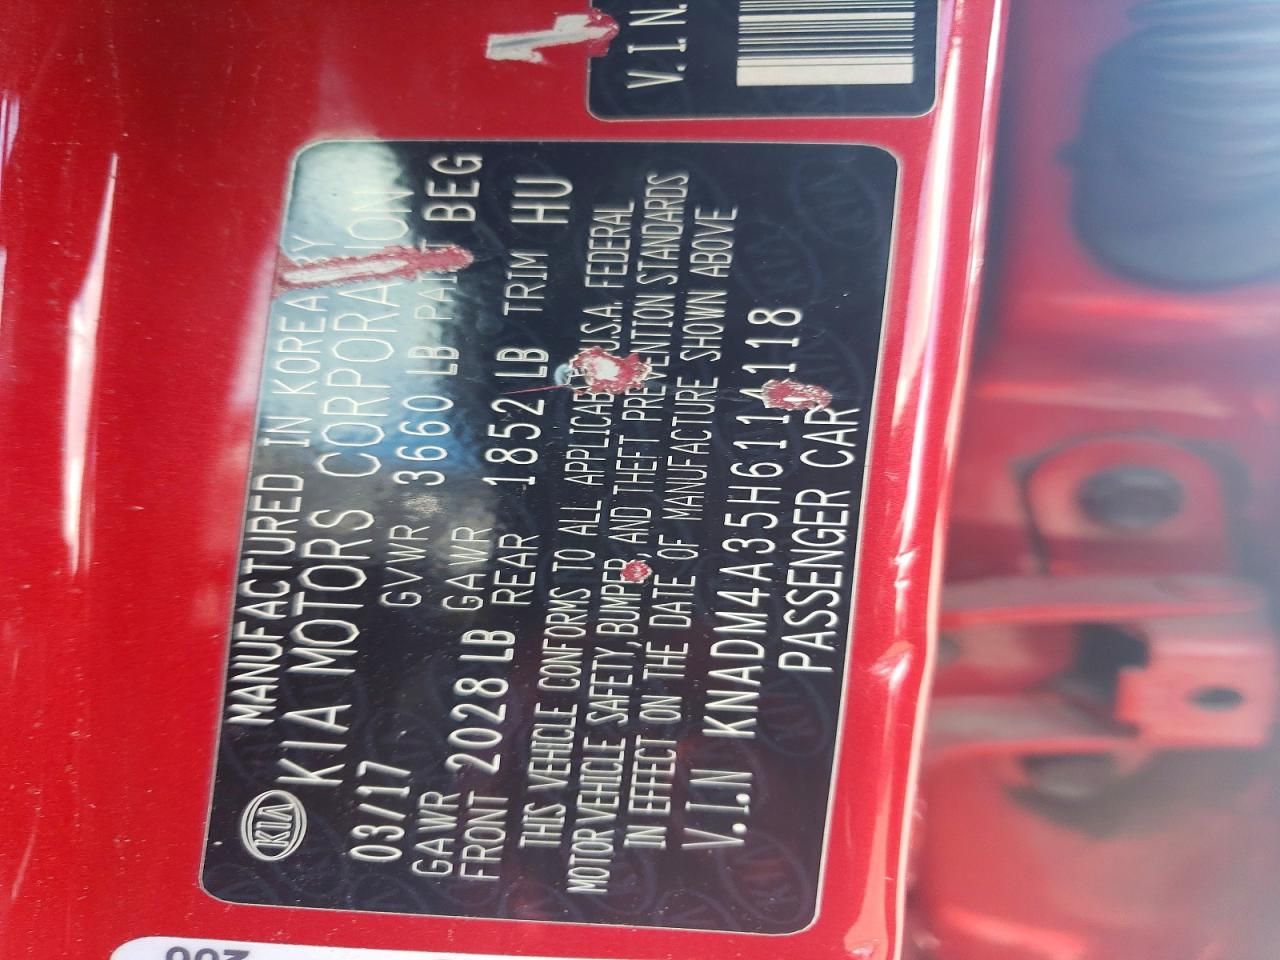 V.I.N.
MANUFACTURED IN KOREA BY
KIA
KIA MOTORS CORPORATION
03/17 GVWR 3660 LB PAINT BEG
GAWR GAWR
FRONT 2028 LB REAR 1852 LB TRIM HU
THIS VEHICLE CONFORMS TO ALL APPLICABLE U.S.A. FEDERAL
MOTOR VEHICLE SAFETY, BUMPER, AND THEFT PREVENTION STANDARDS
IN EFFECT ON THE DATE OF MANUFACTURE SHOWN ABOVE
V.I.N KNADM4A35H6114118
PASSENGER CAR